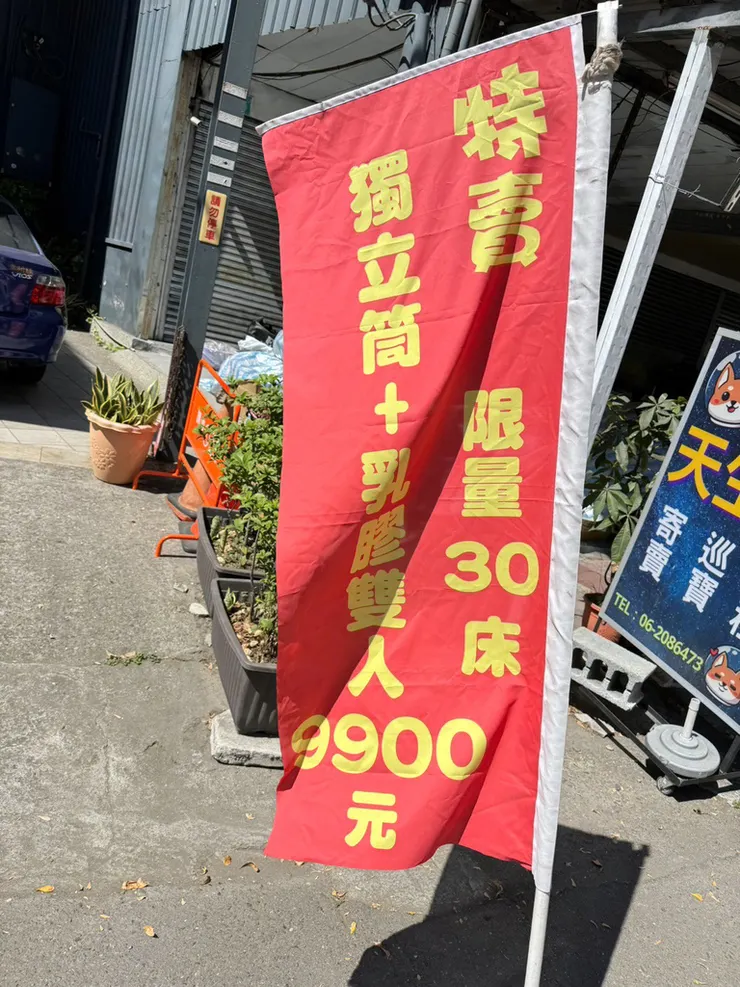 特賣 限量30床
獨立筒+乳膠雙人9900元
請勿停車
VIOS
天
寄賣
巡寶
TEL:06-2086473